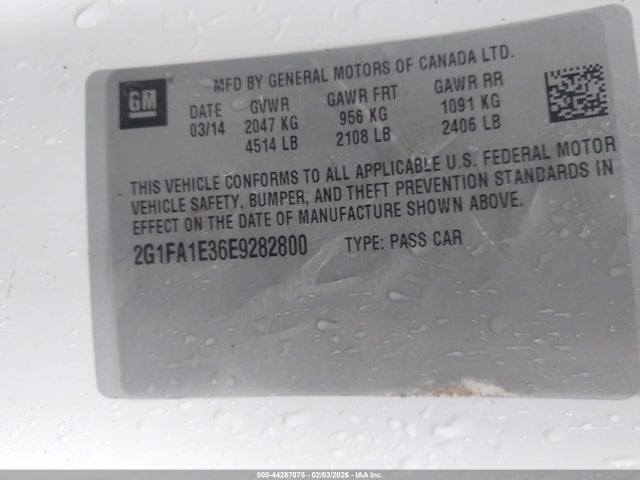 GM
MFD BY GENERAL MOTORS OF CANADA LTD.
DATE GVWR GAWR FRT GAWR RR
03/14 2047 KG 956 KG 1091 KG
4514 LB 2108 LB 2406 LB
THIS VEHICLE CONFORMS TO ALL APPLICABLE U.S. FEDERAL MOTOR
VEHICLE SAFETY, BUMPER, AND THEFT PREVENTION STANDARDS IN
EFFECT ON THE DATE OF MANUFACTURE SHOWN ABOVE.
2G1FA1E36E9282800 TYPE: PASS CAR
000-44287075 - 02/03/2026 - IAAI.com